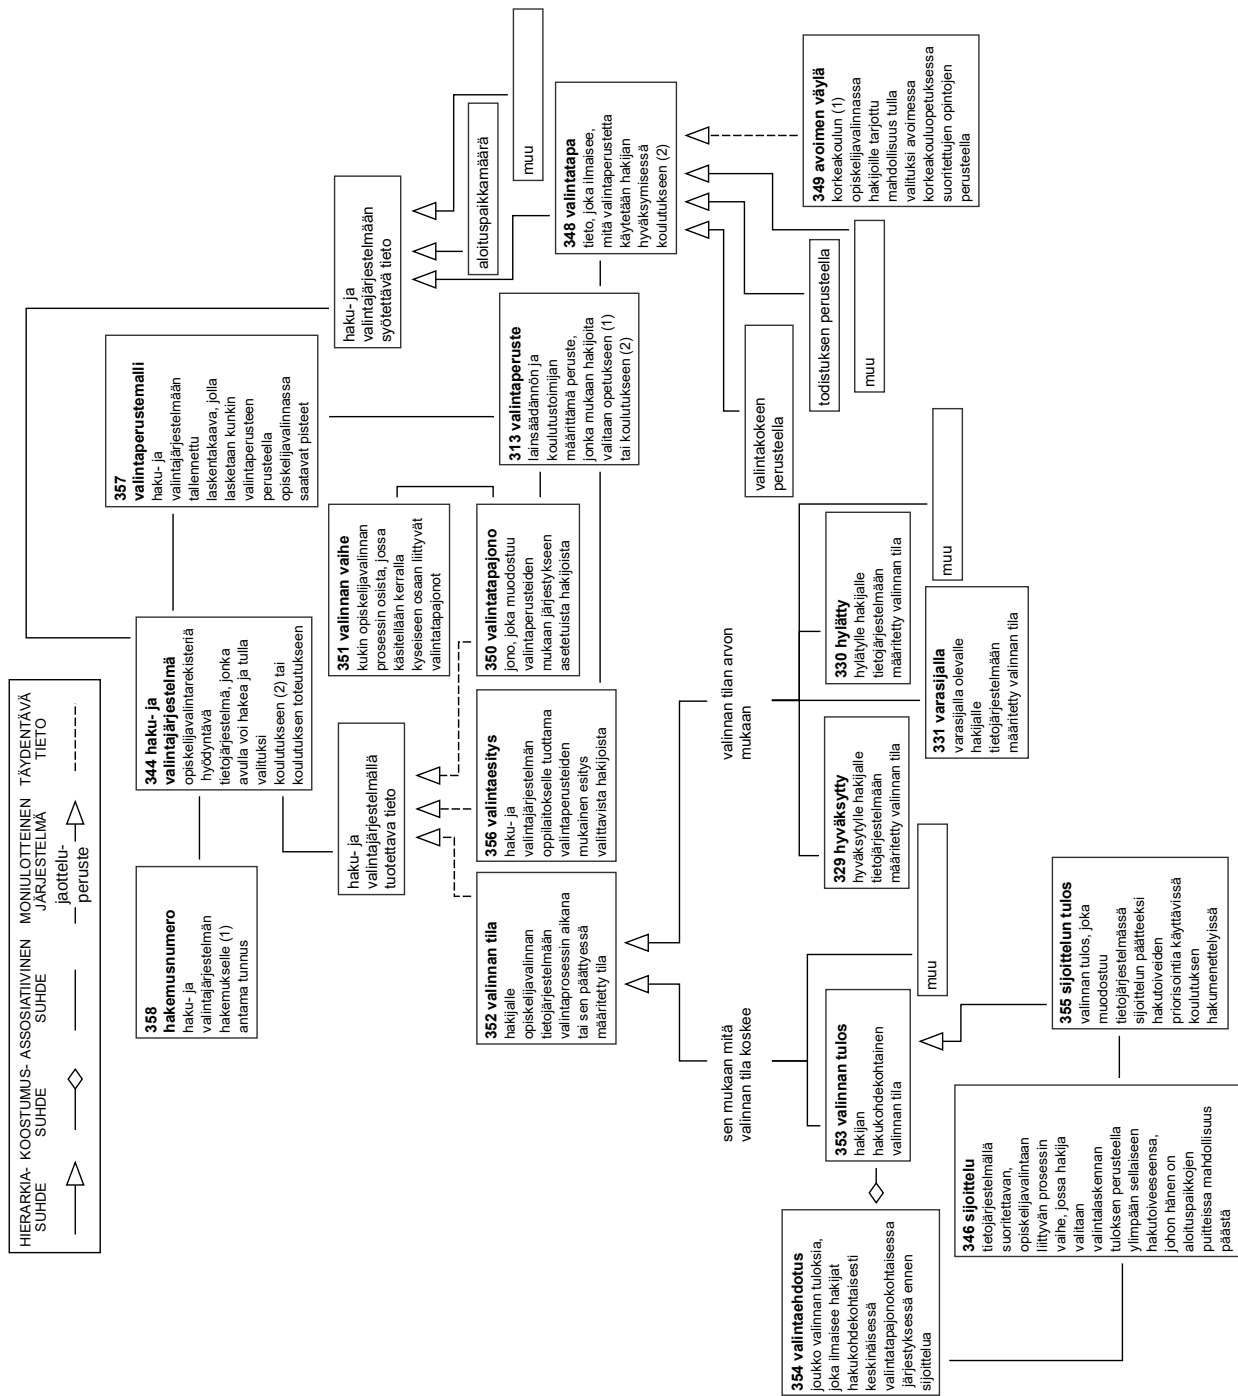 HIERARKIA-
SUHDE
KOOSTUMUS-
SUHDE
ASSOSIATIIVINEN
SUHDE
MONIULOTTEINEN
JÄRJESTELMÄ
jaottelu-
peruste
TÄYDENTÄVÄ
TIETO
358
hakemusnumero
haku- ja
valintajärjestelmän
hakemukselle (1)
antama tunnus
344 haku- ja
valintajärjestelmä
opiskelijavalintarekisteriä
hyödyntävä
tietojärjestelmä, jonka
avulla voi hakea ja tulla
valituksi
koulutukseen (2) tai
koulutuksen toteutukseen
357
valintaperustemalli
haku- ja
valintajärjestelmään
tallennettu
laskentakaava, jolla
lasketaan kunkin
valintaperusteen
perusteella
opiskelijavalinnassa
saatavat pisteet
haku- ja
valintajärjestelmällä
tuotettava tieto
351 valinnan vaihe
kukin opiskelijavalinnan
prosessin osista, jossa
käsitellään kerralla
kyseiseen osaan liittyvät
valintatapajonot
haku- ja
valintajärjestelmään
syötettävä tieto
aloituspaikkamäärä
muu
352 valinnan tila
hakijalle
opiskelijavalinnan
tietojärjestelmään
valintaprosessin aikana
tai sen päättyessä
määritetty tila
356 valintaesitys
haku- ja
valintajärjestelmän
oppilaitokselle tuottama
valintaperusteiden
mukainen esitys
valittavista hakijoista
350 valintatapajono
jono, joka muodostuu
valintaperusteiden
mukaan järjestykseen
asetetuista hakijoista
313 valintaperuste
lainsäädännön ja
koulutustoimijan
määrittämä peruste,
jonka mukaan hakijoita
valitaan opetukseen (1)
tai koulutukseen (2)
348 valintatapa
tieto, joka ilmaisee,
mitä valintaperustetta
käytetään hakijan
hyväksymisessä
koulutukseen (2)
sen mukaan mitä
valinnan tila koskee
valinnan tilan arvon
mukaan
valintakokeen
perusteella
todistuksen perusteella
muu
349 avoimen väylä
korkeakoulun (1)
opiskelijavalinnassa
hakijoille tarjottu
mahdollisuus tulla
valituksi avoimessa
korkeakouluopetuksessa
suoritettujen opintojen
perusteella
353 valinnan tulos
hakijan
hakukohdekohtainen
valinnan tila
muu
329 hyväksytty
hyväksytylle hakijalle
tietojärjestelmään
määritetty valinnan tila
330 hylätty
hylätylle hakijalle
tietojärjestelmään
määritetty valinnan tila
331 varasijalla
varasijalla olevalle
hakijalle
tietojärjestelmään
määritetty valinnan tila
muu
354 valintaehdotus
joukko valinnan tuloksia,
joka ilmaisee hakijat
hakukohdekohtaisesti
keskinäisessä
valintatapajonokohtaisessa
järjestyksessä ennen
sijoittelua
346 sijoittelu
tietojärjestelmällä
suoritettavan,
opiskelijavalintaan
liittyvän prosessin
vaihe, jossa hakija
valitaan
valintalaskennan
tuloksen perusteella
ylimpään sellaiseen
hakutoiveeseensa,
johon hänen on
aloituspaikkojen
puitteissa mahdollisuus
päästä
355 sijoittelun tulos
valinnan tulos, joka
muodostuu
tietojärjestelmässä
sijoittelun päätteeksi
hakutoiveiden
priorisointia käyttävissä
koulutuksen
hakumenettelyissä